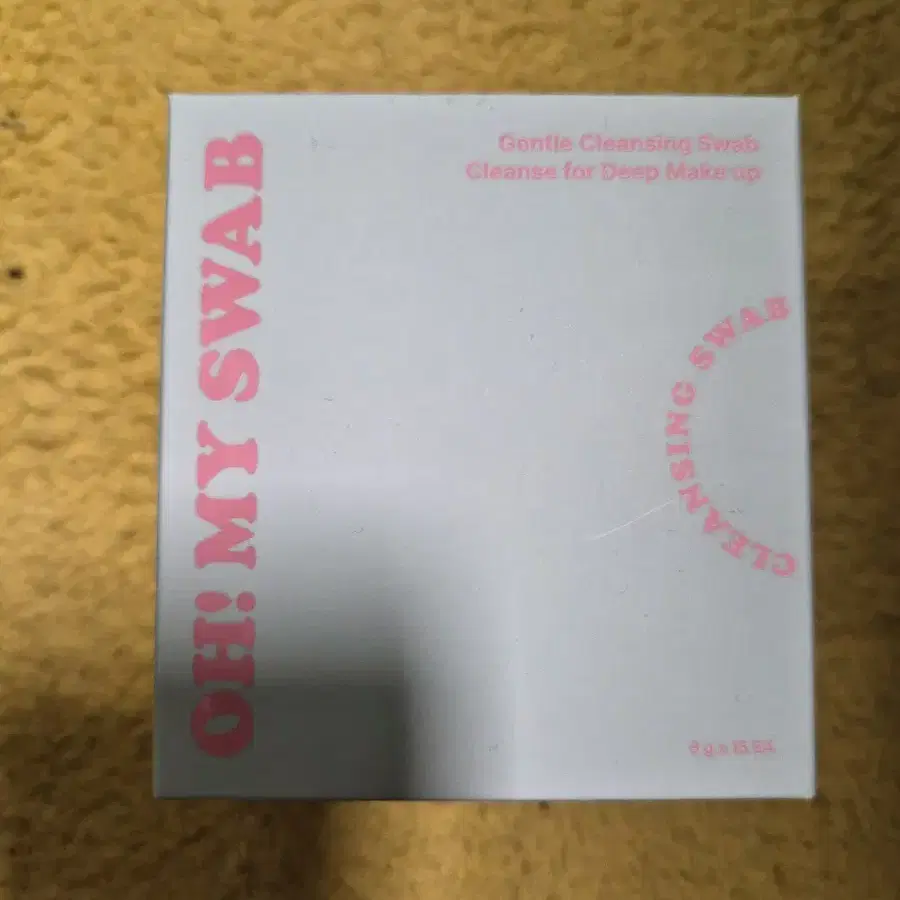 OH! MY SWAB
Gentle Cleansing Swab
Cleanse for Deep Make up
CLEANSING SWAB